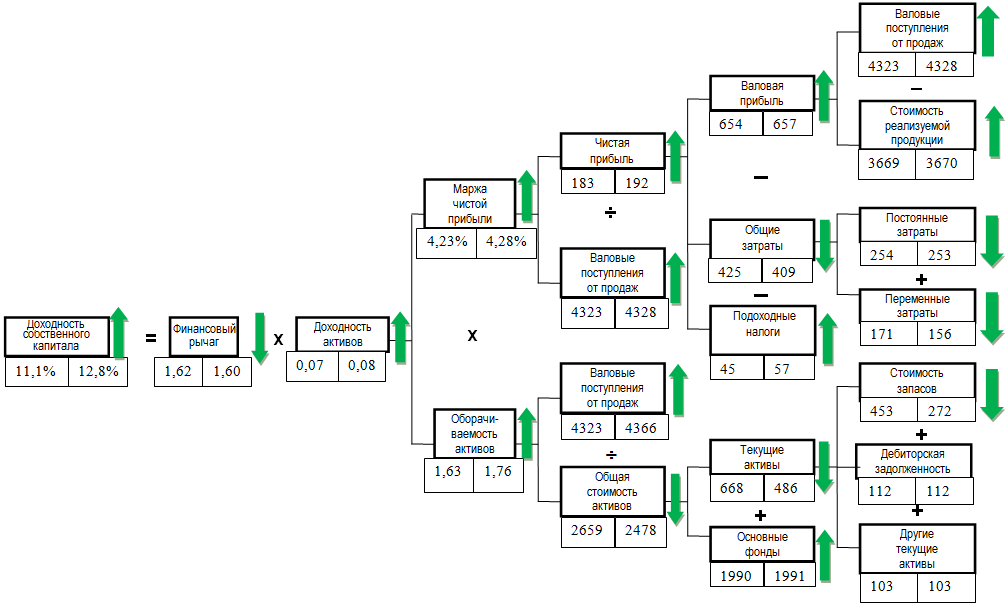 Валовые
поступления
от продаж
4323 4328
–
Стоимость
реализуемой
продукции
3669 3670
Валовая
прибыль
654 657
–
Чистая
прибыль
183 192
÷
Валовые
поступления
от продаж
4323 4328
Маржа
чистой
прибыли
4,23% 4,28%
Общие
затраты
425 409
–
Постоянные
затраты
254 253
+
Переменные
затраты
171 156
Подоходные
налоги
45 57
Доходность
собственного
капитала
11,1% 12,8%
=
Финансовый
рычаг
1,62 1,60
X
Доходность
активов
0,07 0,08
X
Валовые
поступления
от продаж
4323 4366
÷
Оборачи-
ваемость
активов
1,63 1,76
Общая
стоимость
активов
2659 2478
Текущие
активы
668 486
+
Основные
фонды
1990 1991
Стоимость
запасов
453 272
+
Дебиторская
задолженность
112 112
+
Другие
текущие
активы
103 103